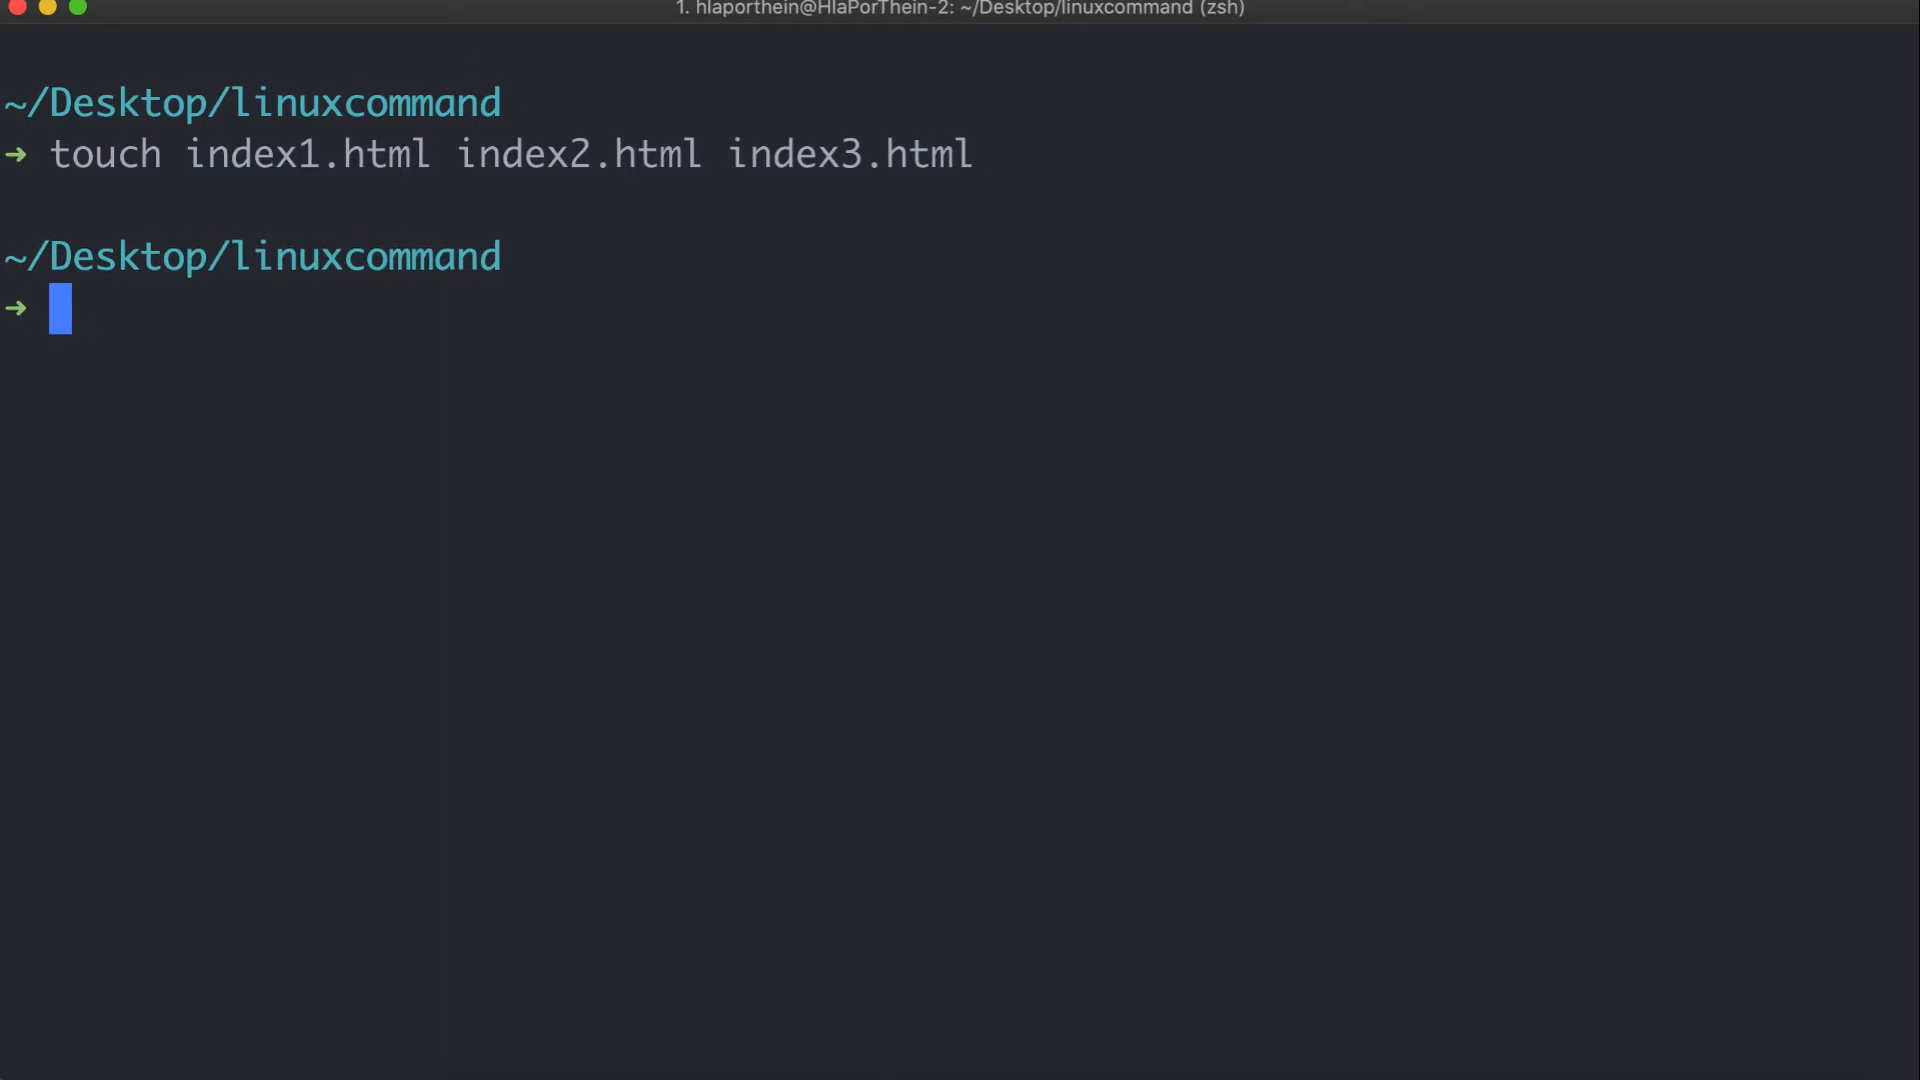 1. hlaporthein@HlaPorThein-2: ~/Desktop/linuxcommand (zsh)
~/Desktop/linuxcommand
➜ touch index1.html index2.html index3.html
~/Desktop/linuxcommand
➜